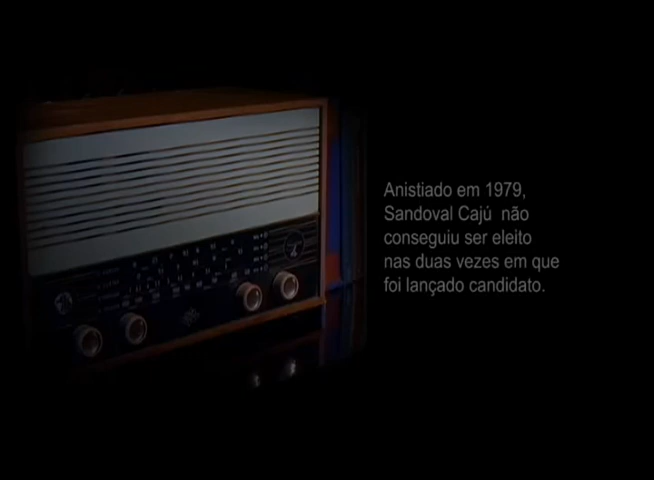 Anistiado em 1979,
Sandoval Cajú não
conseguiu ser eleito
nas duas vezes em que
foi lançado candidato.